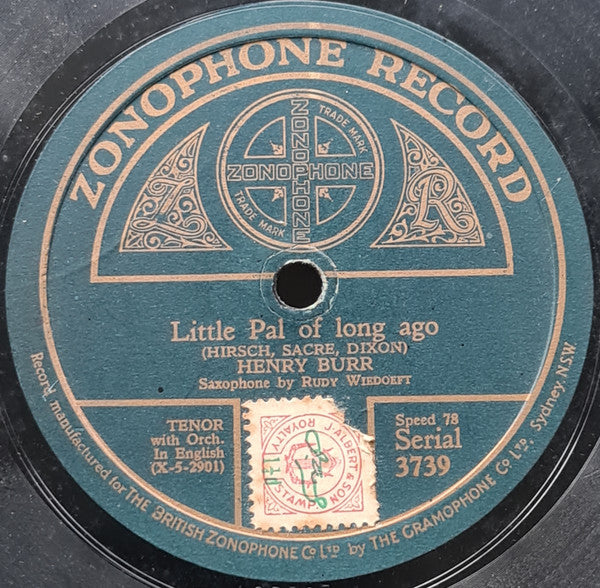 ZONOPHONE RECORD
ZONOPHONE
ZONOPHONE
TRADE MARK
TRADE MARK
Z
R
Little Pal of long ago
(HIRSCH, SACRE, DIXON)
HENRY BURR
Saxophone by RUDY WIEDOEFT
TENOR
with Orch.
In English
(X-5-2901)
J. ALBERT & SON
ROYALTY
STAMP
Speed 78
Serial
3739
Record manufactured for THE BRITISH ZONOPHONE Co LTD by THE GRAMOPHONE Co LTD, Sydney, N.S.W.